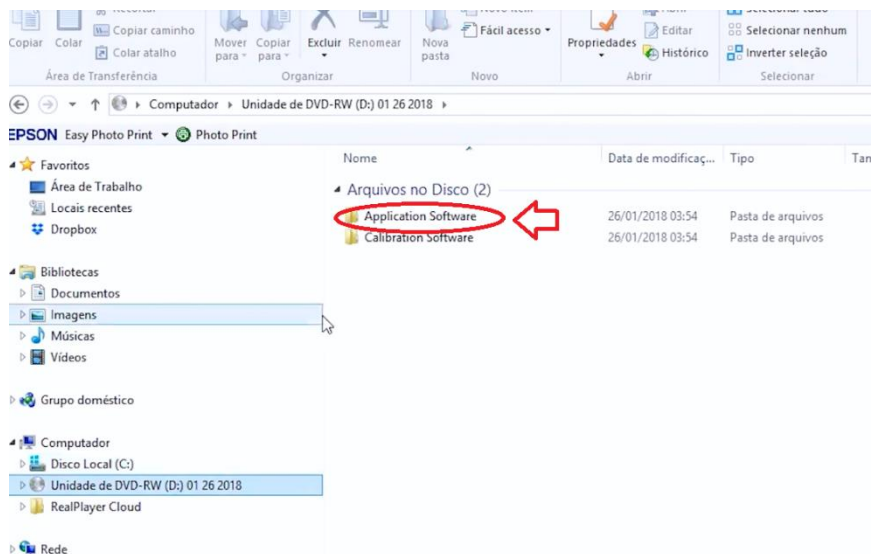 Copiar
Colar
Copiar caminho
Colar atalho
Mover para
Copiar para
Excluir
Renomear
Nova pasta
Fácil acesso
Propriedades
Editar
Histórico
Selecionar nenhum
Inverter seleção
Área de Transferência
Organizar
Novo
Abrir
Selecionar
Computador
Unidade de DVD-RW (D:) 01 26 2018
EPSON Easy Photo Print Photo Print
Favoritos
Área de Trabalho
Locais recentes
Dropbox
Bibliotecas
Documentos
Imagens
Músicas
Vídeos
Grupo doméstico
Computador
Disco Local (C:)
Unidade de DVD-RW (D:) 01 26 2018
RealPlayer Cloud
Rede
Nome Data de modificaç... Tipo Tan
Arquivos no Disco (2)
Application Software 26/01/2018 03:54 Pasta de arquivos
Calibration Software 26/01/2018 03:54 Pasta de arquivos